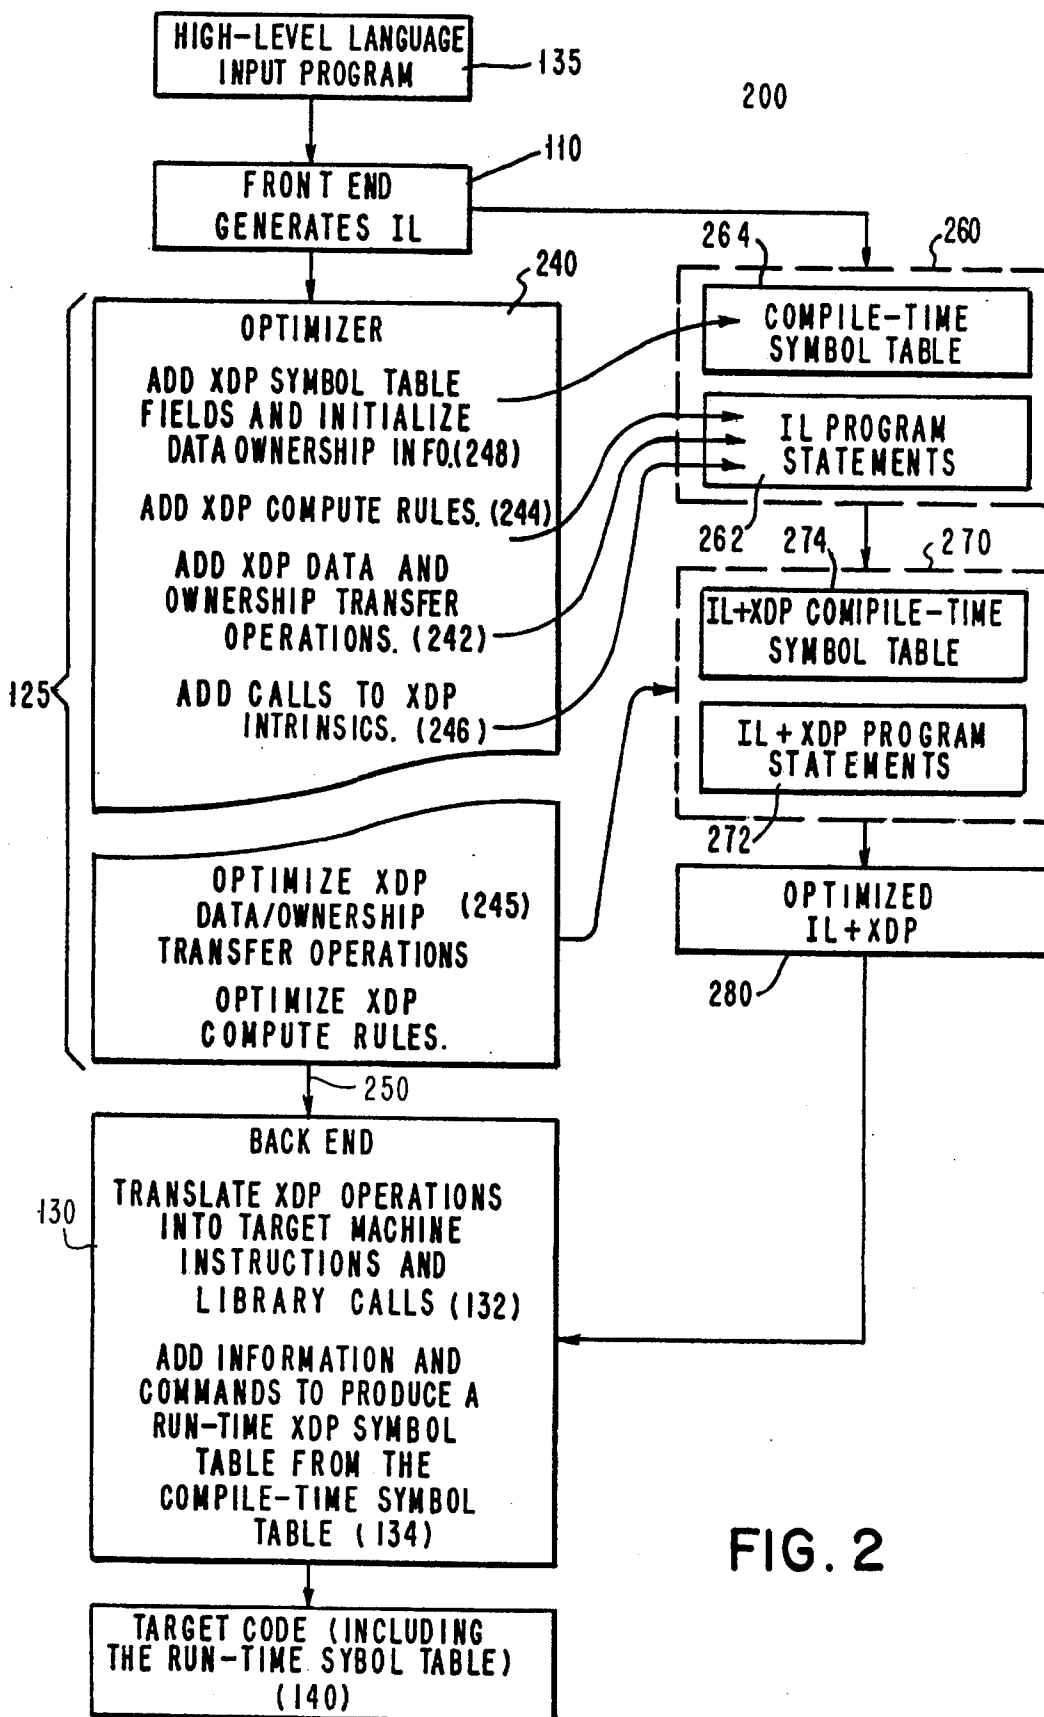 HIGH-LEVEL LANGUAGE
INPUT PROGRAM
135
200
110
FRONT END
GENERATES IL
240
264
260
OPTIMIZER
ADD XDP SYMBOL TABLE
FIELDS AND INITIALIZE
DATA OWNERSHIP INFO.(248)
ADD XDP COMPUTE RULES. (244)
ADD XDP DATA AND
OWNERSHIP TRANSFER
OPERATIONS. (242)
ADD CALLS TO XDP
INTRINSICS. (246)
125
COMPILE-TIME
SYMBOL TABLE
IL PROGRAM
STATEMENTS
262
274
270
IL+XDP COMIPILE-TIME
SYMBOL TABLE
IL+XDP PROGRAM
STATEMENTS
272
OPTIMIZE XDP
DATA/OWNERSHIP
TRANSFER OPERATIONS
(245)
OPTIMIZE XDP
COMPUTE RULES.
OPTIMIZED
IL+XDP
280
250
BACK END
130
TRANSLATE XDP OPERATIONS
INTO TARGET MACHINE
INSTRUCTIONS AND
LIBRARY CALLS (132)
ADD INFORMATION AND
COMMANDS TO PRODUCE A
RUN-TIME XDP SYMBOL
TABLE FROM THE
COMPILE-TIME SYMBOL
TABLE (134)
FIG. 2
TARGET CODE (INCLUDING
THE RUN-TIME SYBOL TABLE)
(140)